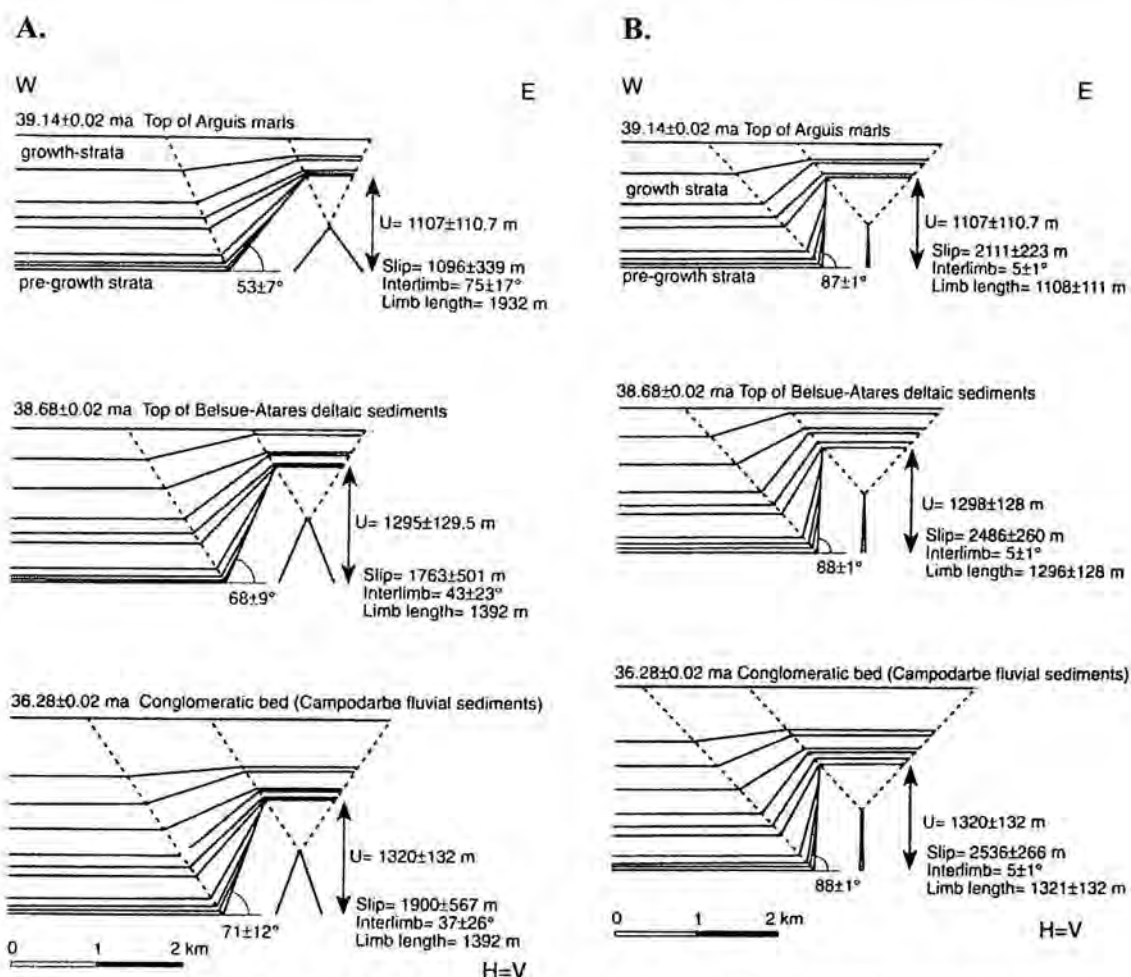 A.
W
E
39.14±0.02 ma Top of Arguis marls
growth-strata
pre-growth strata
53±7°
U= 1107±110.7 m
Slip= 1096±339 m
Interlimb= 75±17°
Limb length= 1932 m
38.68±0.02 ma Top of Belsue-Atares deltaic sediments
68±9°
U= 1295±129.5 m
Slip= 1763±501 m
Interlimb= 43±23°
Limb length= 1392 m
36.28±0.02 ma Conglomeratic bed (Campodarbe fluvial sediments)
71±12°
U= 1320±132 m
Slip= 1900±567 m
Interlimb= 37±26°
Limb length= 1392 m
0 1 2 km
H=V
B.
W
E
39.14±0.02 ma Top of Arguis marls
growth strata
pre-growth strata
87±1°
U= 1107±110.7 m
Slip= 2111±223 m
Interlimb= 5±1°
Limb length= 1108±111 m
38.68±0.02 ma Top of Belsue-Atares deltaic sediments
88±1°
U= 1298±128 m
Slip= 2486±260 m
Interlimb= 5±1°
Limb length= 1296±128 m
36.28±0.02 ma Conglomeratic bed (Campodarbe fluvial sediments)
88±1°
U= 1320±132 m
Slip= 2536±266 m
Interlimb= 5±1°
Limb length= 1321±132 m
0 1 2 km
H=V